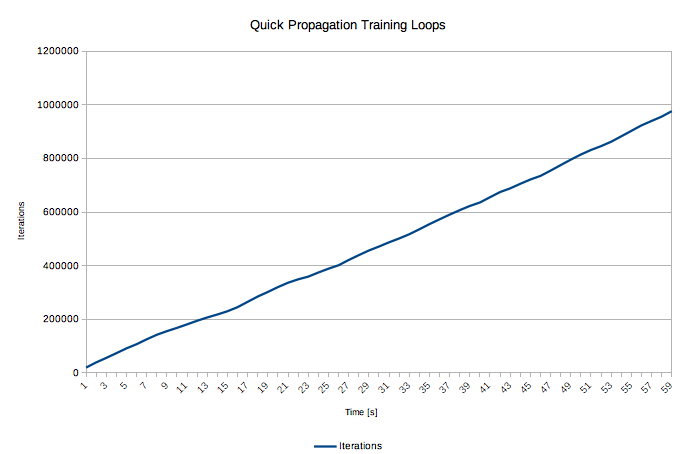 Quick Propagation Training Loops
1200000
1000000
800000
600000
400000
200000
0
Iterations
1 3 5 7 9 11 13 15 17 19 21 23 25 27 29 31 33 35 37 39 41 43 45 47 49 51 53 55 57 59
Time [s]
Iterations